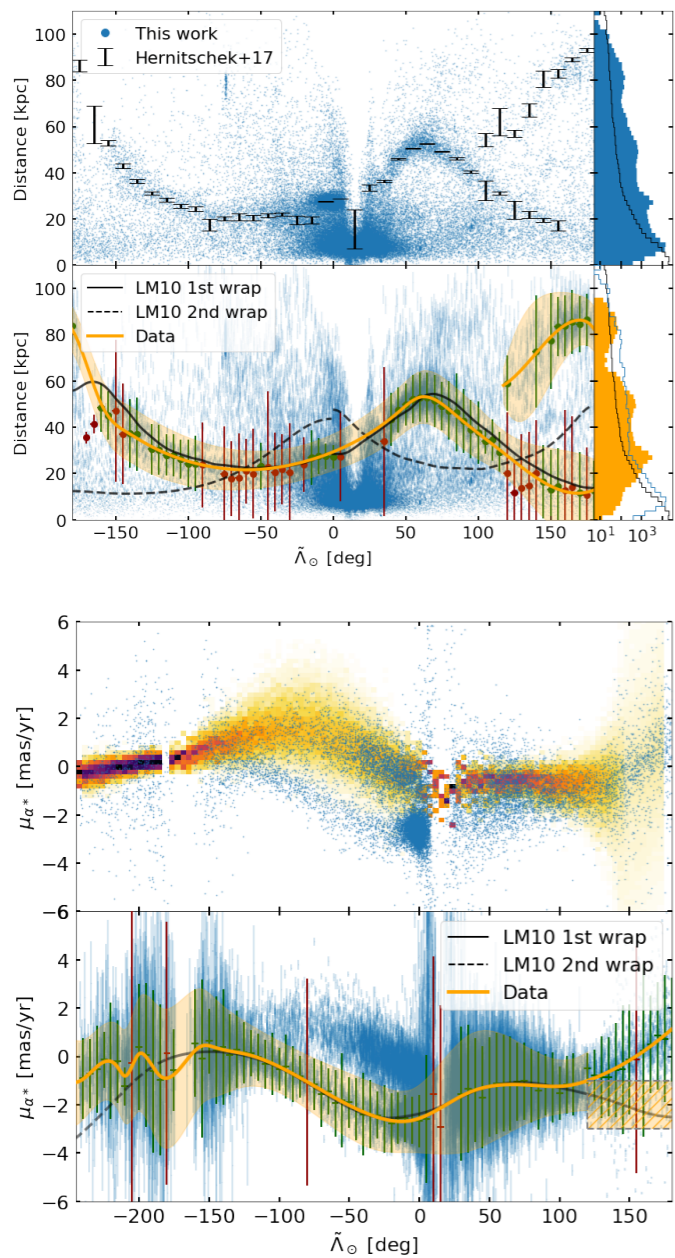 100
80
60
40
20
0
Distance [kpc]
This work
Hernitschek+17
100
80
60
40
20
0
Distance [kpc]
LM10 1st wrap
LM10 2nd wrap
Data
−150 −100 −50 0 50 100 150 10¹ 10³
Λ̃⊙ [deg]
6
4
2
0
−2
−4
−6
μα* [mas/yr]
4
2
0
−2
−4
−6
μα* [mas/yr]
LM10 1st wrap
LM10 2nd wrap
Data
−200 −150 −100 −50 0 50 100 150
Λ̃⊙ [deg]